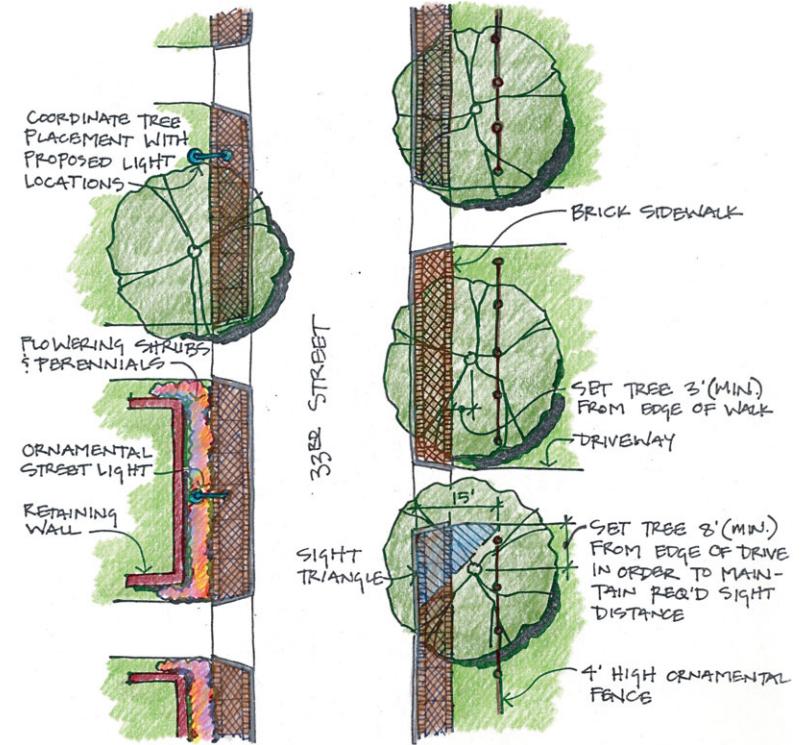 COORDINATE TREE
PLACEMENT WITH
PROPOSED LIGHT
LOCATIONS
FLOWERING SHRUBS
& PERENNIALS
ORNAMENTAL
STREET LIGHT
RETAINING
WALL
33RD STREET
BRICK SIDEWALK
SET TREE 3' (MIN.)
FROM EDGE OF WALK
DRIVEWAY
15'
SIGHT
TRIANGLE
SET TREE 8' (MIN.)
FROM EDGE OF DRIVE
IN ORDER TO MAIN-
TAIN REQ'D SIGHT
DISTANCE
4' HIGH ORNAMENTAL
FENCE